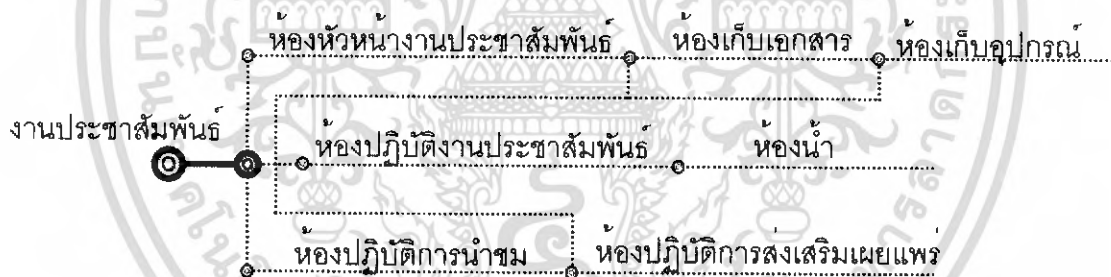 ห้องหัวหน้างานประชาสัมพันธ์ ห้องเก็บเอกสาร ห้องเก็บอุปกรณ์
งานประชาสัมพันธ์
ห้องปฏิบัติงานประชาสัมพันธ์ ห้องน้ำ
ห้องปฏิบัติการนำชม ห้องปฏิบัติการส่งเสริมเผยแพร่